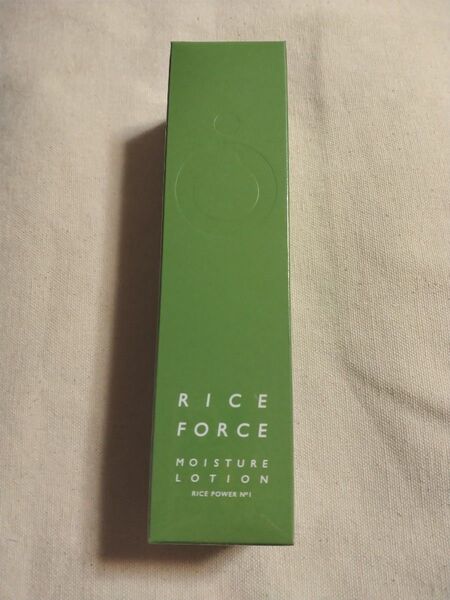 RICE
FORCE
MOISTURE
LOTION
RICE POWER Nº1